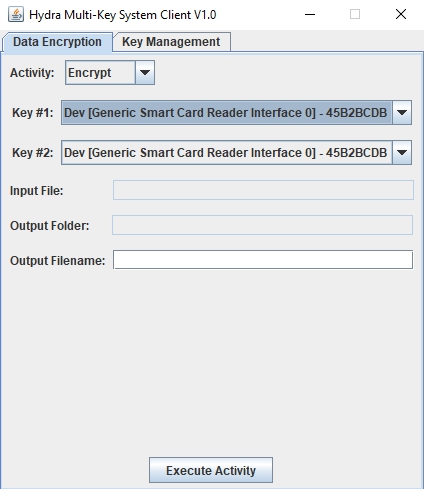 Hydra Multi-Key System Client V1.0
Data Encryption Key Management
Activity: Encrypt
Key #1: Dev [Generic Smart Card Reader Interface 0] - 45B2BCDB
Key #2: Dev [Generic Smart Card Reader Interface 0] - 45B2BCDB
Input File:
Output Folder:
Output Filename:
Execute Activity